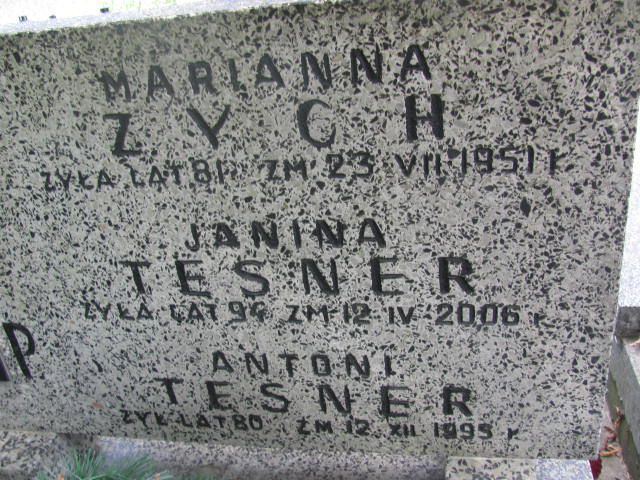 MARIANNA
ZYCH
ŻYŁA LAT 81 ZM 23 VII 1951 r
JANINA
TESNER
ŻYŁA LAT 94 ZM 12 IV 2006 r
ANTONI
TESNER
ŻYŁ LAT 80 ZM 12 XII r